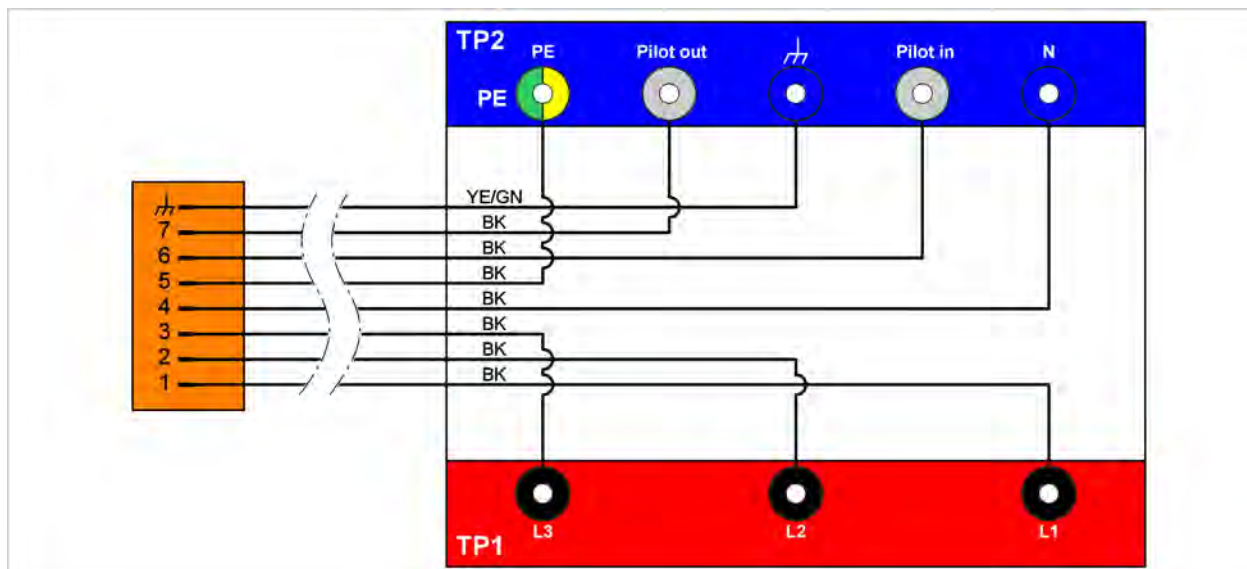 TP2
PE Pilot out Pilot in N
PE
YE/GN
7 BK
6 BK
5 BK
4 BK
3 BK
2 BK
1 BK
L3 L2 L1
TP1